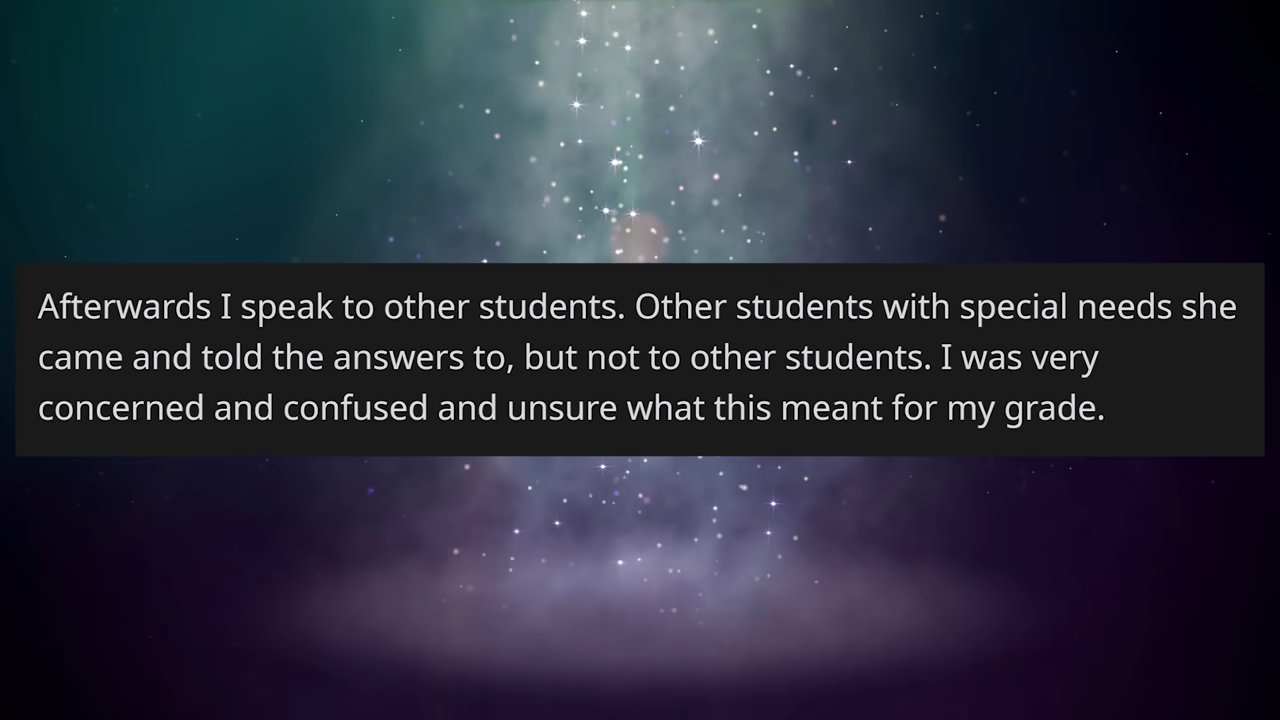 Afterwards I speak to other students. Other students with special needs she
came and told the answers to, but not to other students. I was very
concerned and confused and unsure what this meant for my grade.